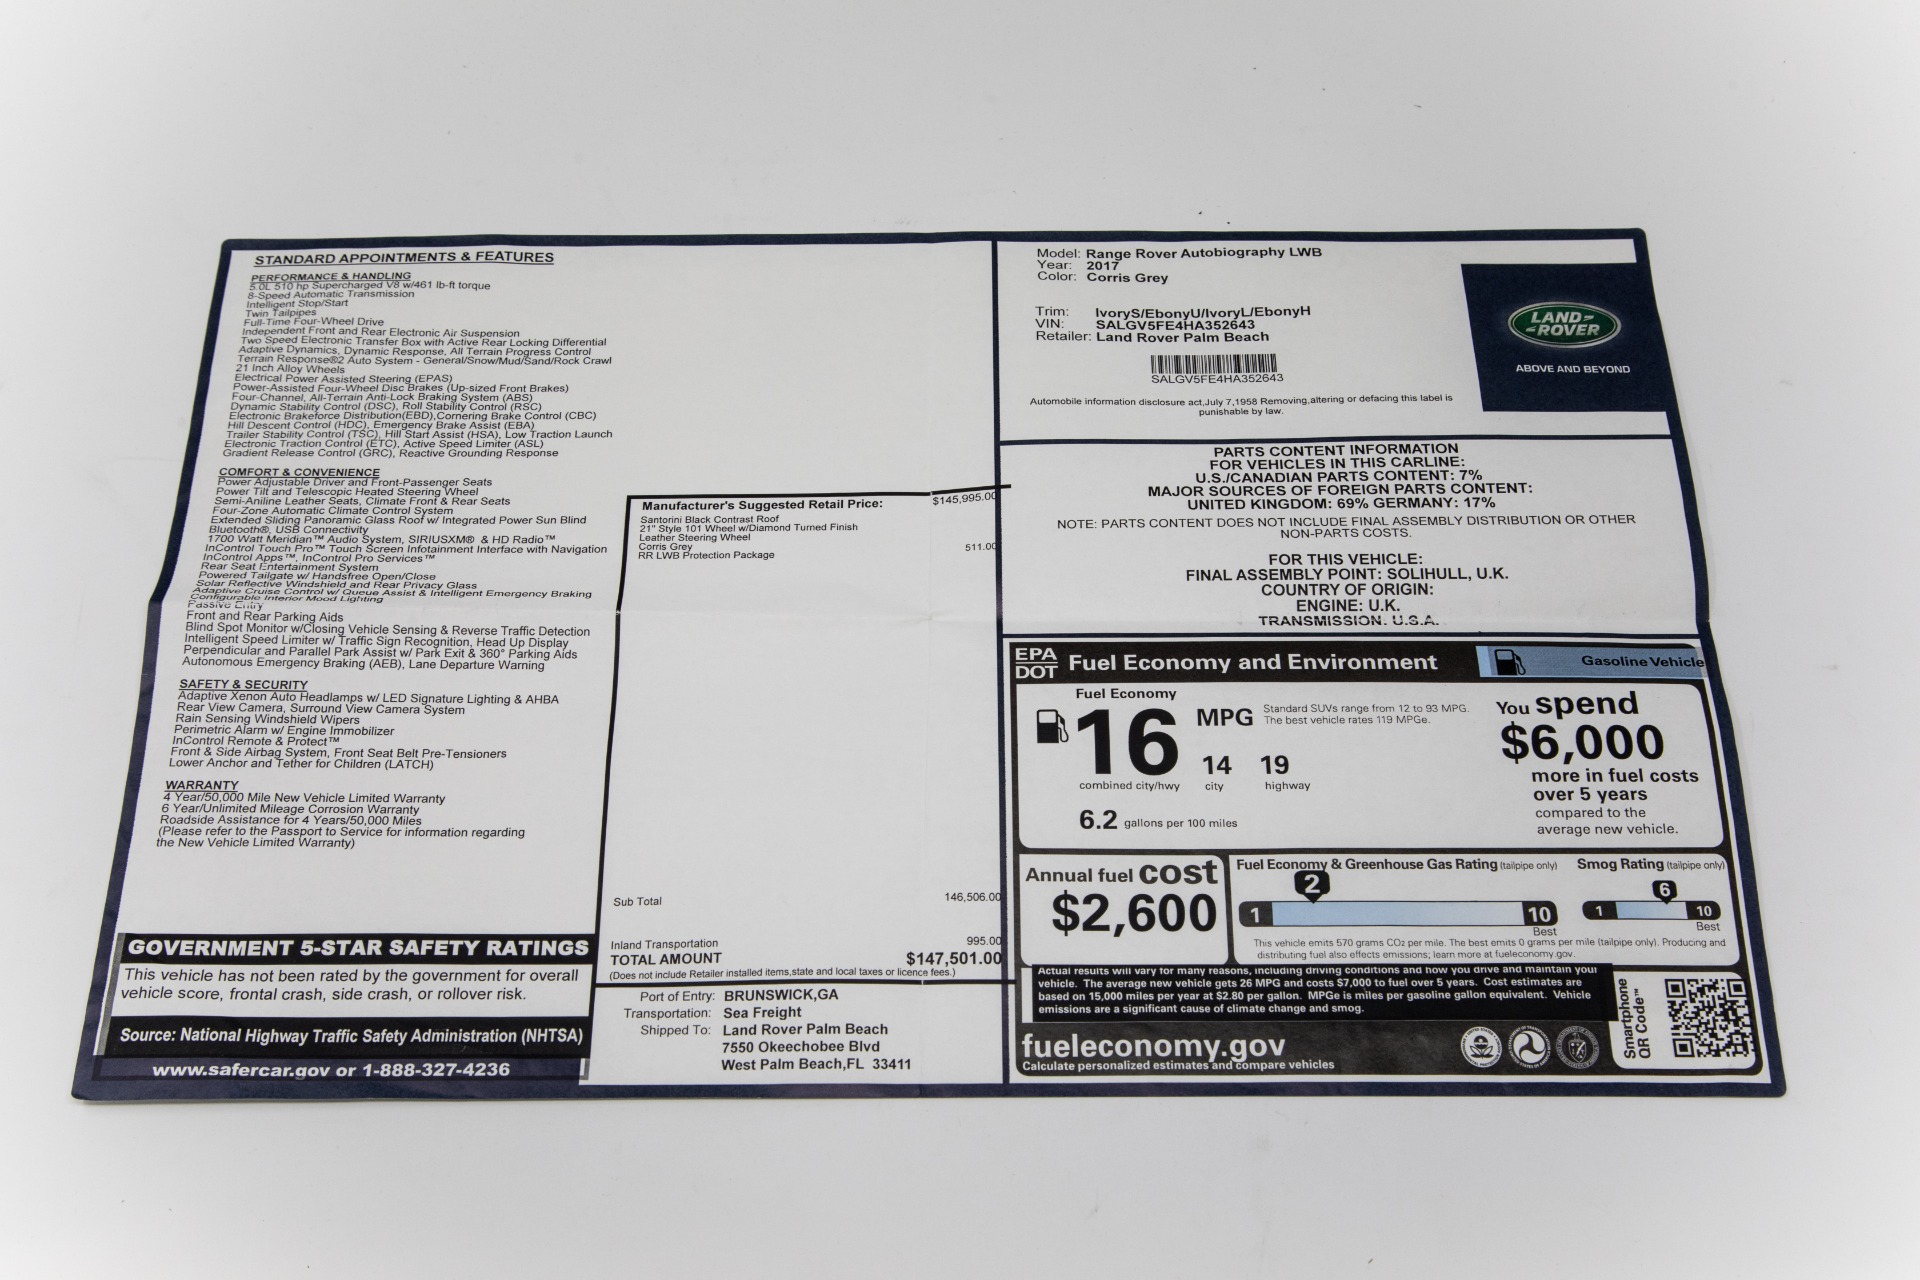 STANDARD APPOINTMENTS & FEATURES
PERFORMANCE & HANDLING
5.0L 510 hp Supercharged V8 w/461 lb-ft torque
8-Speed Automatic Transmission
Intelligent Stop/Start
Twin Tailpipes
Full-Time Four-Wheel Drive
Independent Front and Rear Electronic Air Suspension
Two Speed Electronic Transfer Box with Active Rear Locking Differential
Adaptive Dynamics, Dynamic Response, All Terrain Progress Control
Terrain Response®2 Auto System - General/Snow/Mud/Sand/Rock Crawl
21 Inch Alloy Wheels
Electrical Power Assisted Steering (EPAS)
Power-Assisted Four-Wheel Disc Brakes (Up-sized Front Brakes)
Four-Channel, All-Terrain Anti-Lock Braking System (ABS)
Dynamic Stability Control (DSC), Roll Stability Control (RSC)
Electronic Brakeforce Distribution(EBD),Cornering Brake Control (CBC)
Hill Descent Control (HDC), Emergency Brake Assist (EBA)
Trailer Stability Control (TSC), Hill Start Assist (HSA), Low Traction Launch
Electronic Traction Control (ETC), Active Speed Limiter (ASL)
Gradient Release Control (GRC), Reactive Grounding Response
COMFORT & CONVENIENCE
Power Adjustable Driver and Front-Passenger Seats
Power Tilt and Telescopic Heated Steering Wheel
Semi-Aniline Leather Seats, Climate Front & Rear Seats
Four-Zone Automatic Climate Control System
Extended Sliding Panoramic Glass Roof w/ Integrated Power Sun Blind
Bluetooth®, USB Connectivity
1700 Watt Meridian™ Audio System, SIRIUSXM® & HD Radio™
InControl Touch Pro™ Touch Screen Infotainment Interface with Navigation
InControl Apps™, InControl Pro Services™
Rear Seat Entertainment System
Powered Tailgate w/ Handsfree Open/Close
Solar Reflective Windshield and Rear Privacy Glass
Adaptive Cruise Control w/ Queue Assist & Intelligent Emergency Braking
Configurable Interior Mood Lighting
Passive Entry
Front and Rear Parking Aids
Blind Spot Monitor w/Closing Vehicle Sensing & Reverse Traffic Detection
Intelligent Speed Limiter w/ Traffic Sign Recognition, Head Up Display
Perpendicular and Parallel Park Assist w/ Park Exit & 360° Parking Aids
Autonomous Emergency Braking (AEB), Lane Departure Warning
SAFETY & SECURITY
Adaptive Xenon Auto Headlamps w/ LED Signature Lighting & AHBA
Rear View Camera, Surround View Camera System
Rain Sensing Windshield Wipers
Perimetric Alarm w/ Engine Immobilizer
InControl Remote & Protect™
Front & Side Airbag System, Front Seat Belt Pre-Tensioners
Lower Anchor and Tether for Children (LATCH)
WARRANTY
4 Year/50,000 Mile New Vehicle Limited Warranty
6 Year/Unlimited Mileage Corrosion Warranty
Roadside Assistance for 4 Years/50,000 Miles
(Please refer to the Passport to Service for information regarding
the New Vehicle Limited Warranty)
GOVERNMENT 5-STAR SAFETY RATINGS
This vehicle has not been rated by the government for overall
vehicle score, frontal crash, side crash, or rollover risk.
Source: National Highway Traffic Safety Administration (NHTSA)
www.safercar.gov or 1-888-327-4236
Manufacturer's Suggested Retail Price: $145,995.00
Santorini Black Contrast Roof
21" Style 101 Wheel w/Diamond Turned Finish
Leather Steering Wheel
Corris Grey 511.00
RR LWB Protection Package
Sub Total 146,506.00
Inland Transportation 995.00
TOTAL AMOUNT $147,501.00
(Does not include Retailer installed items,state and local taxes or licence fees.)
Port of Entry: BRUNSWICK,GA
Transportation: Sea Freight
Shipped To: Land Rover Palm Beach
7550 Okeechobee Blvd
West Palm Beach,FL 33411
Model: Range Rover Autobiography LWB
Year: 2017
Color: Corris Grey
Trim: IvoryS/EbonyU/IvoryL/EbonyH
VIN: SALGV5FE4HA352643
Retailer: Land Rover Palm Beach
SALGV5FE4HA352643
Automobile information disclosure act,July 7,1958 Removing,altering or defacing this label is
punishable by law.
LAND
ROVER
ABOVE AND BEYOND
PARTS CONTENT INFORMATION
FOR VEHICLES IN THIS CARLINE:
U.S./CANADIAN PARTS CONTENT: 7%
MAJOR SOURCES OF FOREIGN PARTS CONTENT:
UNITED KINGDOM: 69% GERMANY: 17%
NOTE: PARTS CONTENT DOES NOT INCLUDE FINAL ASSEMBLY DISTRIBUTION OR OTHER
NON-PARTS COSTS.
FOR THIS VEHICLE:
FINAL ASSEMBLY POINT: SOLIHULL, U.K.
COUNTRY OF ORIGIN:
ENGINE: U.K.
TRANSMISSION. U.S.A.
EPA
DOT
Fuel Economy and Environment
Gasoline Vehicle
Fuel Economy
16 MPG
Standard SUVs range from 12 to 93 MPG.
The best vehicle rates 119 MPGe.
14 19
combined city/hwy city highway
6.2 gallons per 100 miles
You spend
$6,000
more in fuel costs
over 5 years
compared to the
average new vehicle.
Annual fuel cost
$2,600
Fuel Economy & Greenhouse Gas Rating (tailpipe only)
2
1 10
Best
Smog Rating (tailpipe only)
6
1 10
Best
This vehicle emits 570 grams CO2 per mile. The best emits 0 grams per mile (tailpipe only). Producing and
distributing fuel also effects emissions; learn more at fueleconomy.gov.
Actual results will vary for many reasons, including driving conditions and how you drive and maintain your
vehicle. The average new vehicle gets 26 MPG and costs $7,000 to fuel over 5 years. Cost estimates are
based on 15,000 miles per year at $2.80 per gallon. MPGe is miles per gasoline gallon equivalent. Vehicle
emissions are a significant cause of climate change and smog.
fueleconomy.gov
Calculate personalized estimates and compare vehicles
Smartphone
QR Code™